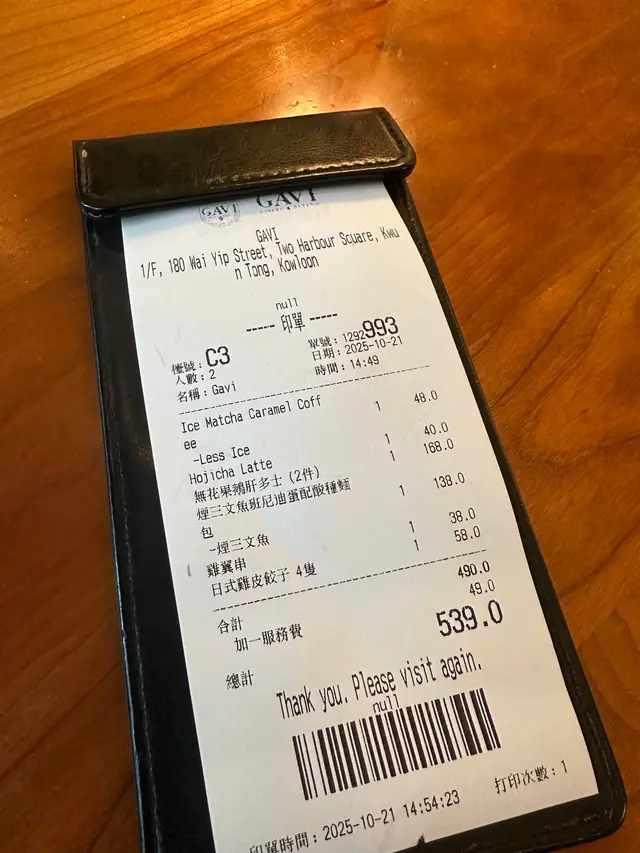 GAVI
GAVI
GAVI
1/F, 180 Wai Yip Street, Two Harbour Scuare, Kwu
n Tong, Kowloon
null
----- 印單 -----
檯號：C3
單號：1292993
人數：2
日期：2025-10-21
名稱：Gavi
時間：14:49
Ice Matcha Caramel Coff 1 48.0
ee
-Less Ice
Hojicha Latte 1 40.0
無花果鵝肝多士 (2件) 1 168.0
煙三文魚班尼迪蛋配酸種麵 1 138.0
包
-煙三文魚
雞翼串 1 38.0
日式雞皮餃子 4隻 1 58.0
合計 490.0
加一服務費 49.0
總計 539.0
Thank you. Please visit again.
null
打印次數：1
印單時間：2025-10-21 14:54:23